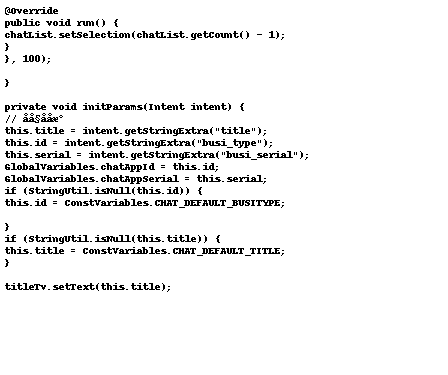 @Override
public void run() {
chatList.setSelection(chatList.getCount() - 1);
}
}, 100);
}
private void initParams(Intent intent) {
//
this.title = intent.getStringExtra("title");
this.id = intent.getStringExtra("busi_type");
this.serial = intent.getStringExtra("busi_serial");
GlobalVariables.chatAppId = this.id;
GlobalVariables.chatAppSerial = this.serial;
if (StringUtil.isNull(this.id)) {
this.id = ConstVariables.CHAT_DEFAULT_BUSITYPE;
}
if (StringUtil.isNull(this.title)) {
this.title = ConstVariables.CHAT_DEFAULT_TITLE;
}
titleTv.setText(this.title);